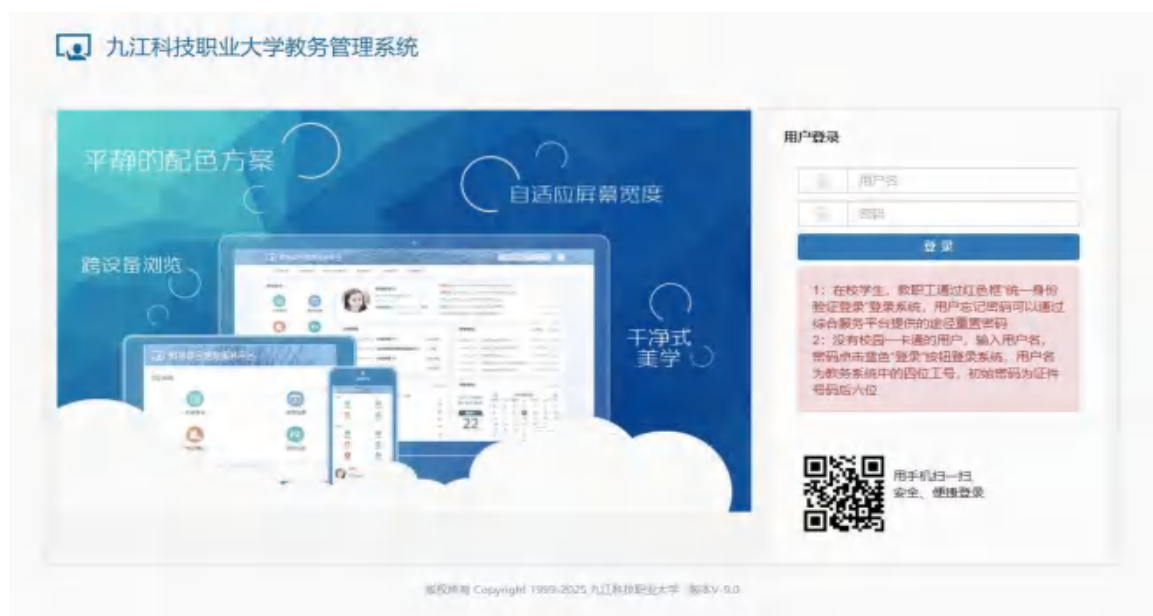 九江科技职业大学教务管理系统
平静的配色方案
自适应屏幕宽度
跨设备浏览
干净式
美学
22
用户登录
用户名
密码
登 录
1：在校学生、教职工通过红色框"统一身份
验证登录"登录系统，用户忘记密码可以通过
综合服务平台提供的途径重置密码
2：没有校园一卡通的用户，输入用户名，
密码点击蓝色"登录"按钮登录系统，用户名
为教务系统中的四位工号，初始密码为证件
号码后六位
用手机扫一扫
安全、便捷登录
版权所有 Copyright 1999-2025 九江科技职业大学 版本V-9.0